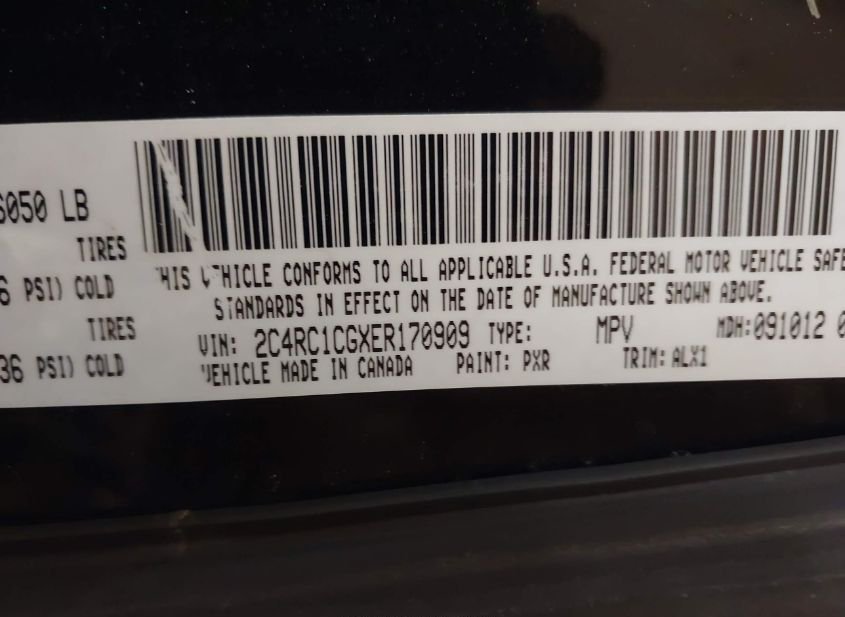 6050 LB
TIRES
6 PSI) COLD
TIRES
36 PSI) COLD
THIS VEHICLE CONFORMS TO ALL APPLICABLE U.S.A. FEDERAL MOTOR VEHICLE SAFE
STANDARDS IN EFFECT ON THE DATE OF MANUFACTURE SHOWN ABOVE.
VIN: 2C4RC1CGXER170909 TYPE: MPV MDH:091012 0
VEHICLE MADE IN CANADA PAINT: PXR TRIM: ALX1